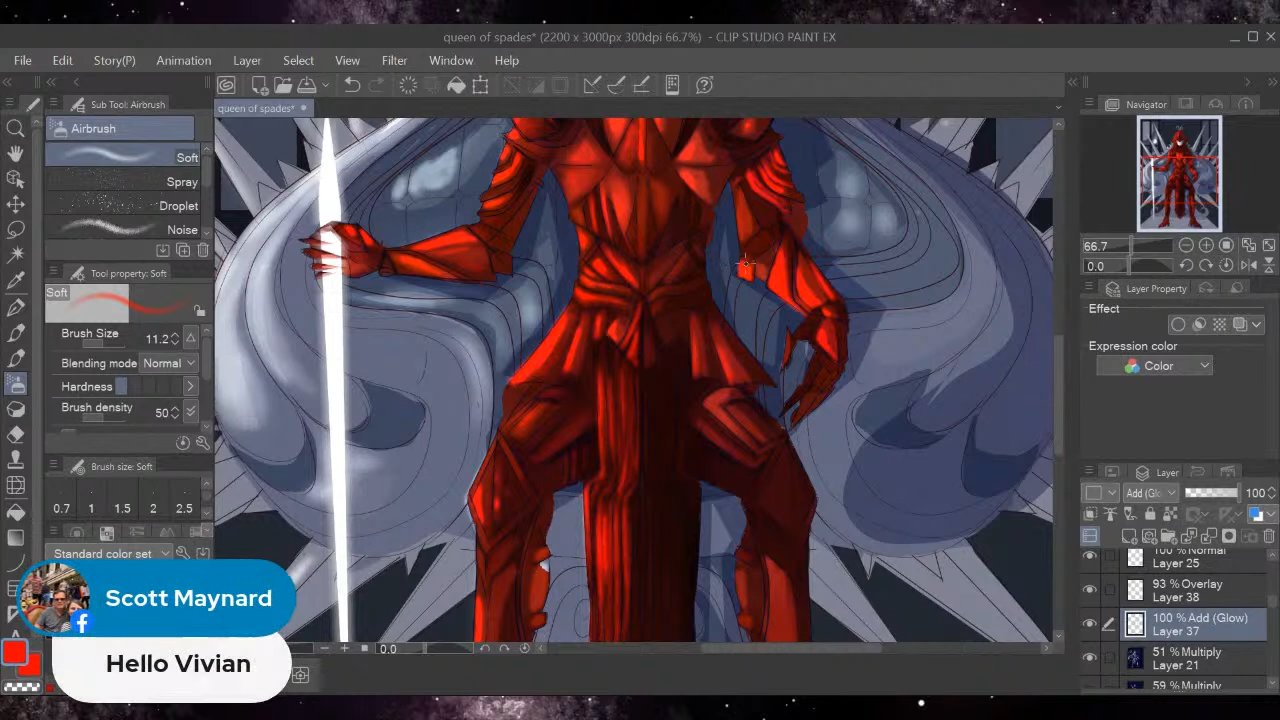 queen of spades* (2200 x 3000px 300dpi 66.7%) - CLIP STUDIO PAINT EX
File Edit Story(P) Animation Layer Select View Filter Window Help
Sub Tool: Airbrush
Navigator
queen of spades*
Airbrush
Soft
Spray
Droplet
Noise
66.7
0.0
Tool property: Soft
Layer Property
Soft
Effect
Brush Size 11.2
Expression color
Blending mode Normal
Color
Hardness
Brush density 50
Brush size: Soft
Layer
Add (Gl 100
0.7 1 1.5 2 2.5
Standard color set
100 % Normal
Layer 25
93 % Overlay
Layer 38
100 % Add (Glow)
Layer 37
51 % Multiply
Layer 21
59 % Multiply
0.0
Scott Maynard
Hello Vivian